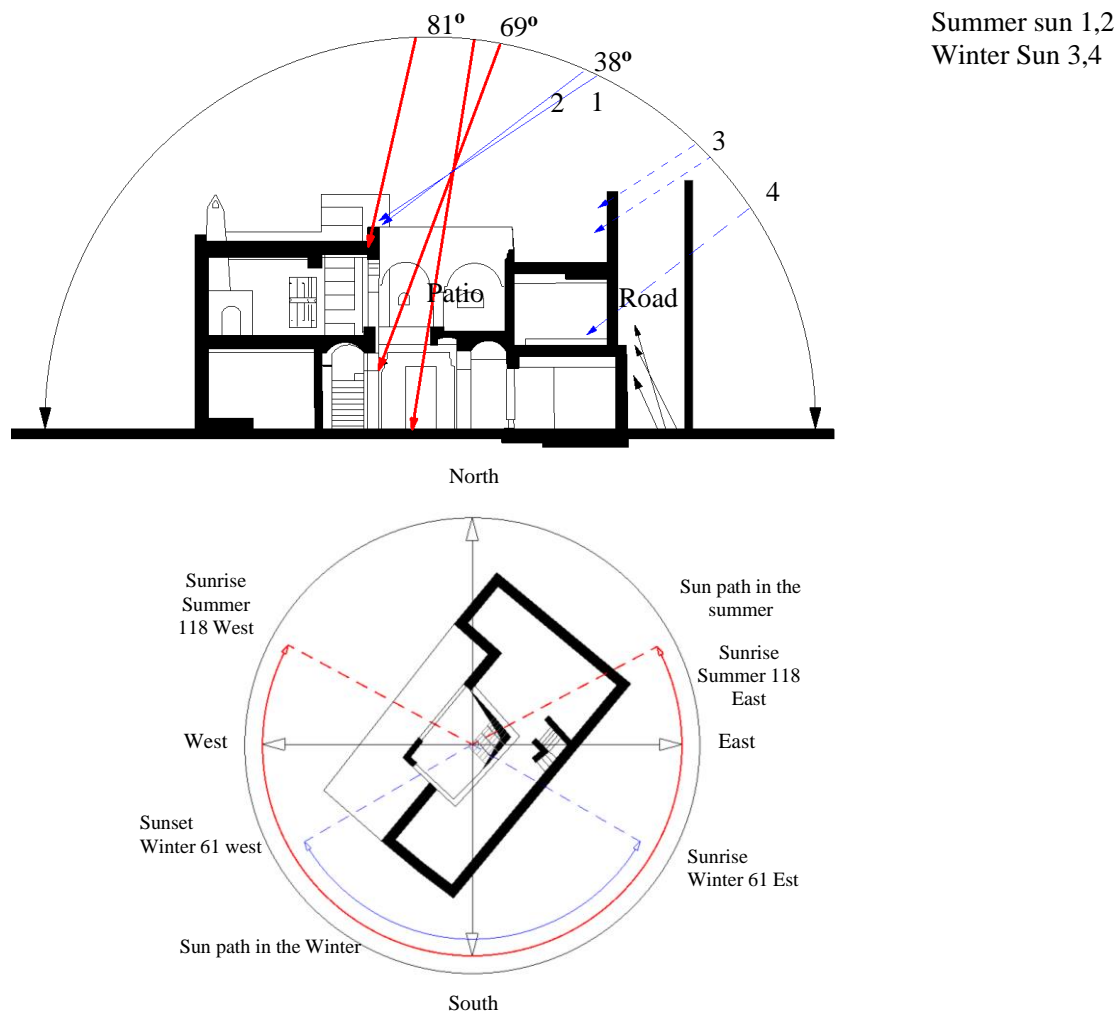 Summer sun 1,2
Winter Sun 3,4
81º
69º
38º
2
1
3
4
Patio
Road
North
Sunrise
Summer
118 West
Sun path in the
summer
Sunrise
Summer 118
East
West
East
Sunset
Winter 61 west
Sunrise
Winter 61 Est
Sun path in the Winter
South